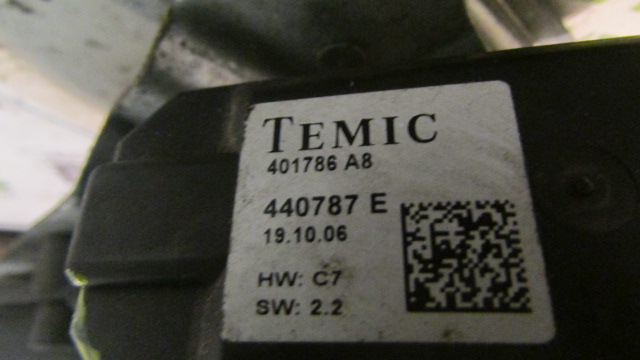 TEMIC
401786 A8
440787 E
19.10.06
HW: C7
SW: 2.2